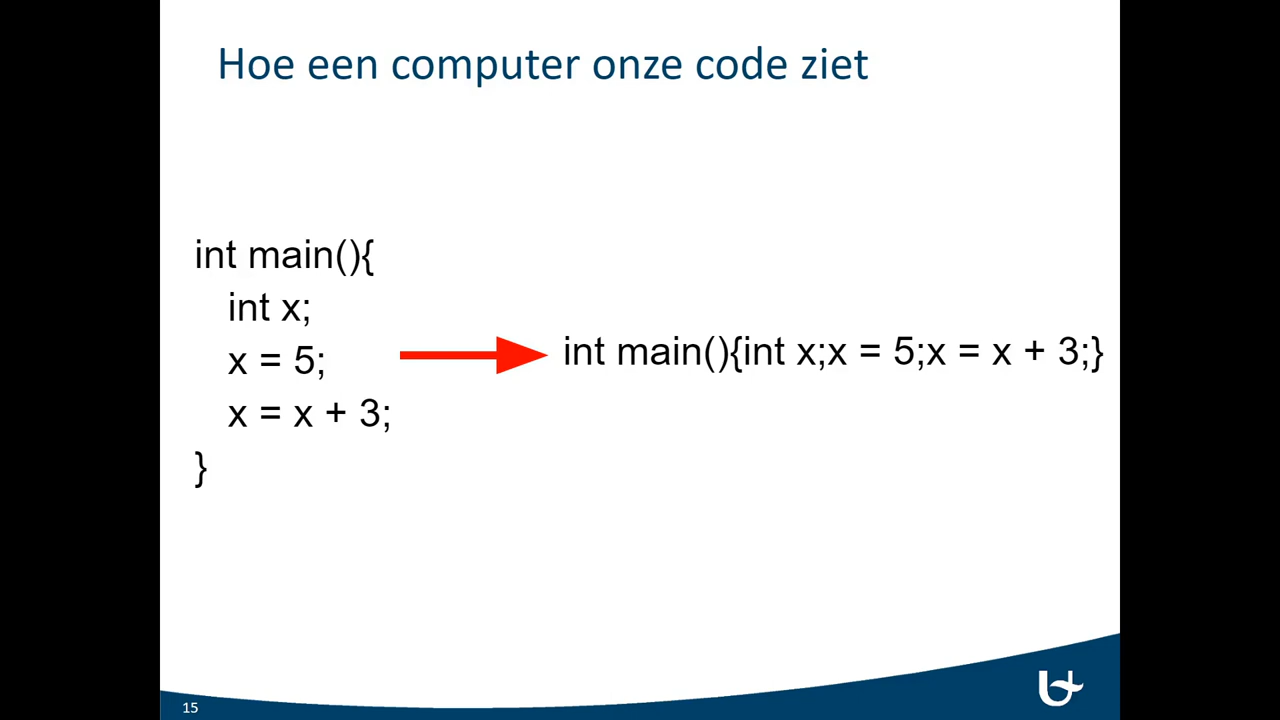 Hoe een computer onze code ziet
int main(){
int x;
x = 5;
x = x + 3;
}
int main(){int x;x = 5;x = x + 3;}
15